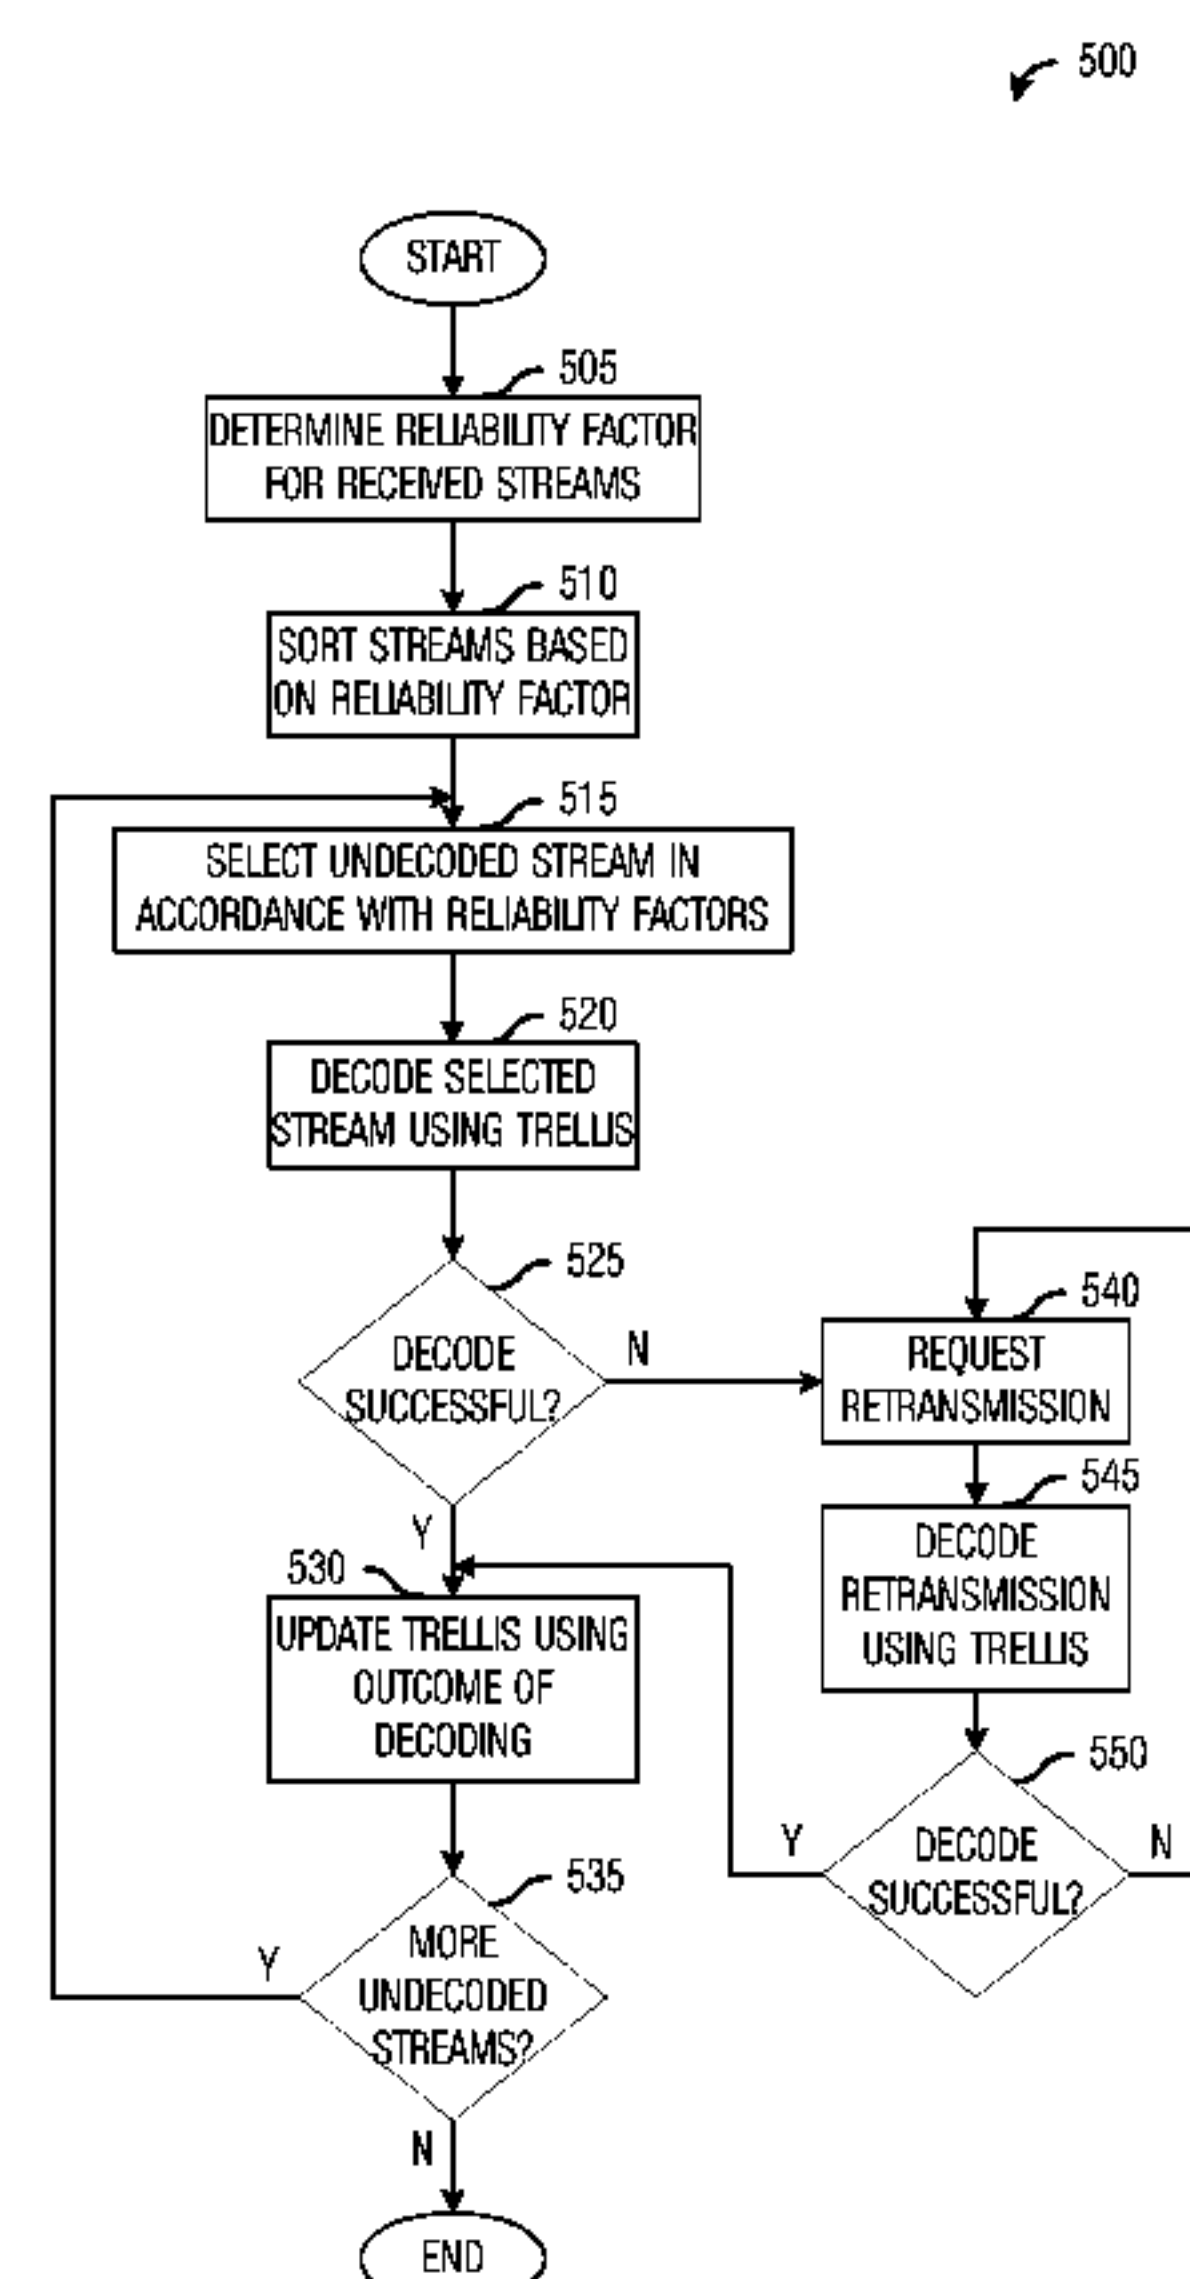 500
START
505
DETERMINE RELIABILITY FACTOR
FOR RECEIVED STREAMS
510
SORT STREAMS BASED
ON RELIABILITY FACTOR
515
SELECT UNDECODED STREAM IN
ACCORDANCE WITH RELIABILITY FACTORS
520
DECODE SELECTED
STREAM USING TRELLIS
525
DECODE
SUCCESSFUL?
N
Y
540
REQUEST
RETRANSMISSION
545
DECODE
RETRANSMISSION
USING TRELLIS
530
UPDATE TRELLIS USING
OUTCOME OF
DECODING
550
DECODE
SUCCESSFUL?
Y
N
535
MORE
UNDECODED
STREAMS?
Y
N
END